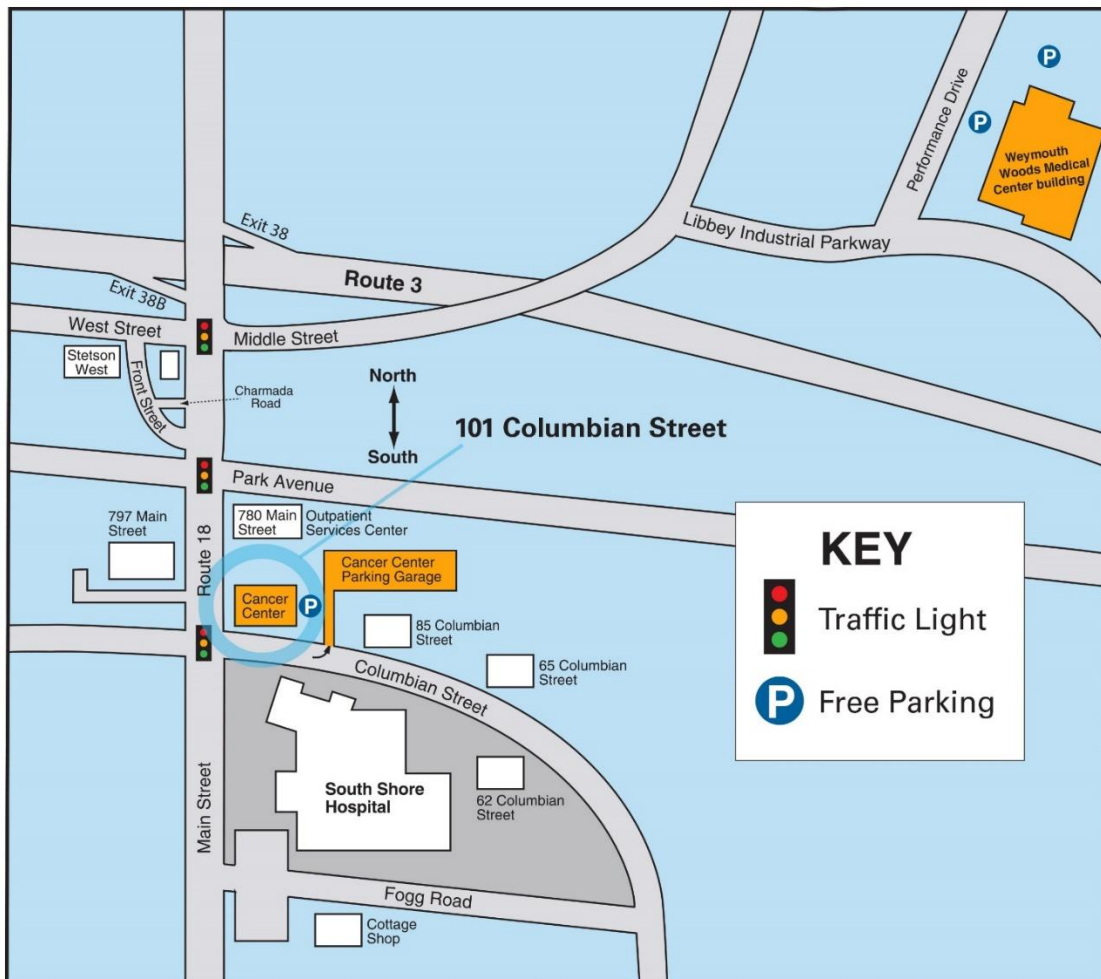 Performance Drive
P
P
Weymouth
Woods Medical
Center building
Libbey Industrial Parkway
Exit 38
Route 3
Exit 38B
West Street
Middle Street
Stetson
West
Front Street
Charmada
Road
North
South
101 Columbian Street
Park Avenue
797 Main
Street
Route 18
780 Main
Street
Outpatient
Services Center
Cancer Center
Parking Garage
Cancer
Center
P
85 Columbian
Street
65 Columbian
Street
Columbian Street
South Shore
Hospital
62 Columbian
Street
Main Street
Fogg Road
Cottage
Shop
KEY
Traffic Light
P Free Parking